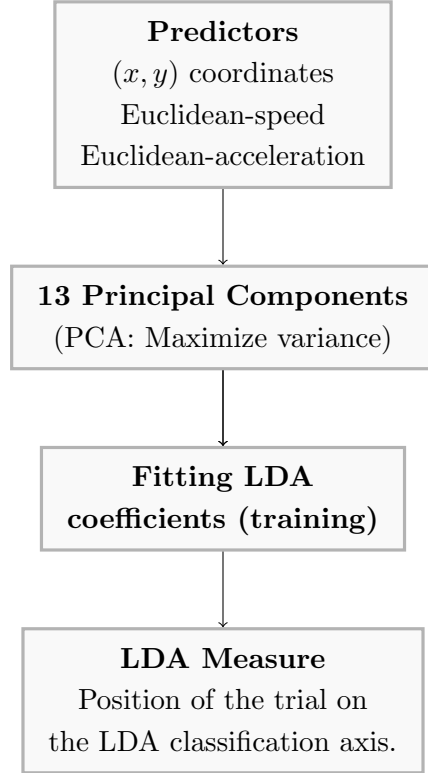 Predictors
(x, y) coordinates
Euclidean-speed
Euclidean-acceleration
13 Principal Components
(PCA: Maximize variance)
Fitting LDA
coefficients (training)
LDA Measure
Position of the trial on
the LDA classification axis.